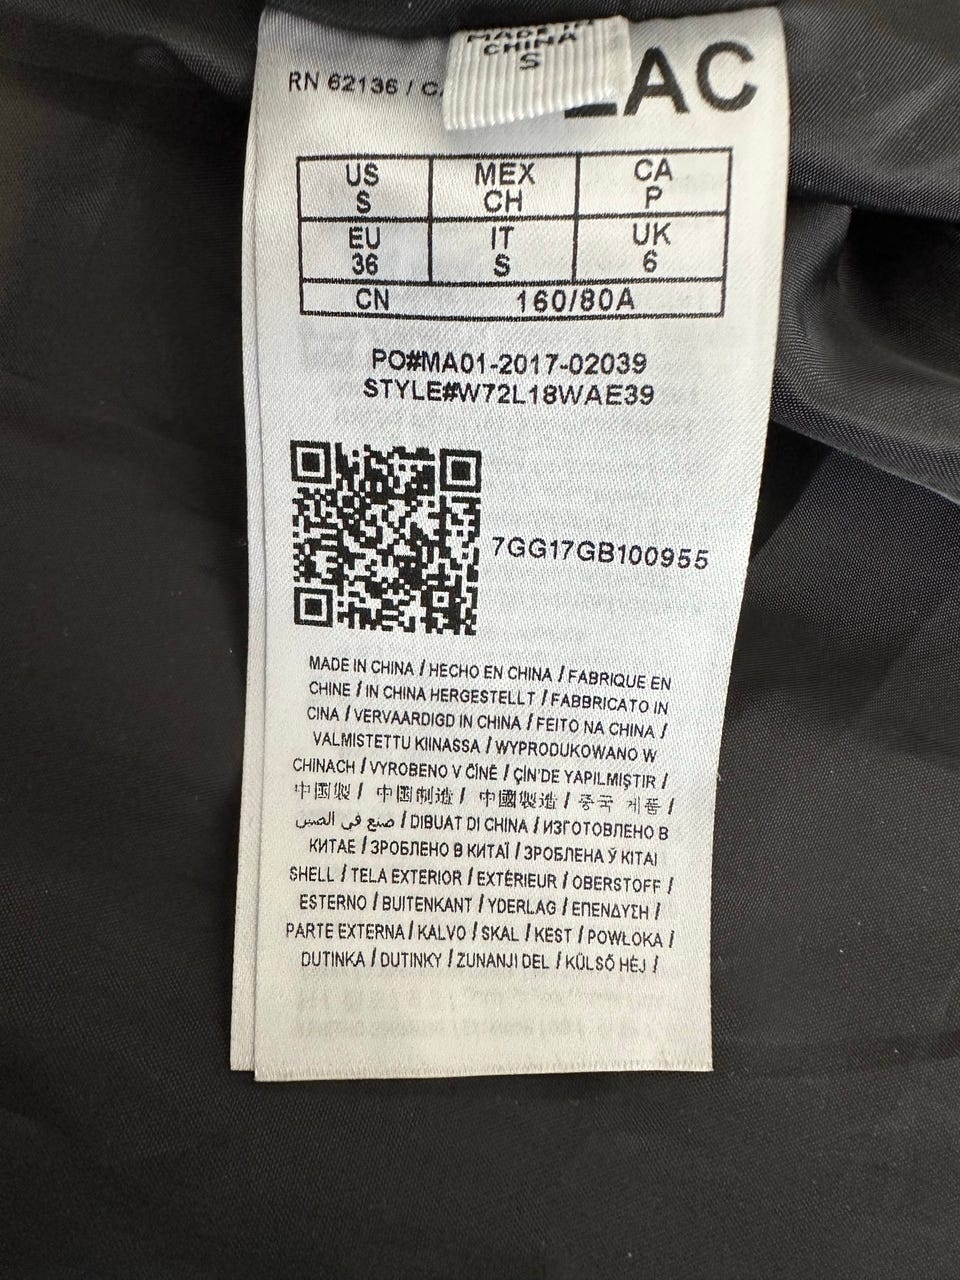 MADE IN
CHINA
S
RN 62136 /
EAC
US MEX CA
S CH P
EU IT UK
36 S 6
CN 160/80A
PO#MA01-2017-02039
STYLE#W72L18WAE39
7GG17GB100955
MADE IN CHINA / HECHO EN CHINA / FABRIQUE EN
CHINE / IN CHINA HERGESTELLT / FABBRICATO IN
CINA / VERVAARDIGD IN CHINA / FEITO NA CHINA /
VALMISTETTU KIINASSA / WYPRODUKOWANO W
CHINACH / VYROBENO V ČÍNĚ / ÇİN'DE YAPILMIŞTIR /
中国製 / 中国制造 / 中國製造 / 중국 제품 /
صنع في الصين / DIBUAT DI CHINA / ИЗГОТОВЛЕНО В
КИТАЕ / ЗРОБЛЕНО В КИТАЇ / ЗРОБЛЕНА Ў КІТАІ
SHELL / TELA EXTERIOR / EXTÉRIEUR / OBERSTOFF /
ESTERNO / BUITENKANT / YDERLAG / ΕΠΕΝΔΥΣΗ /
PARTE EXTERNA / KALVO / SKAL / KEST / POWŁOKA /
DUTINKA / DUTINKY / ZUNANJI DEL / KÜLSŐ HÉJ /